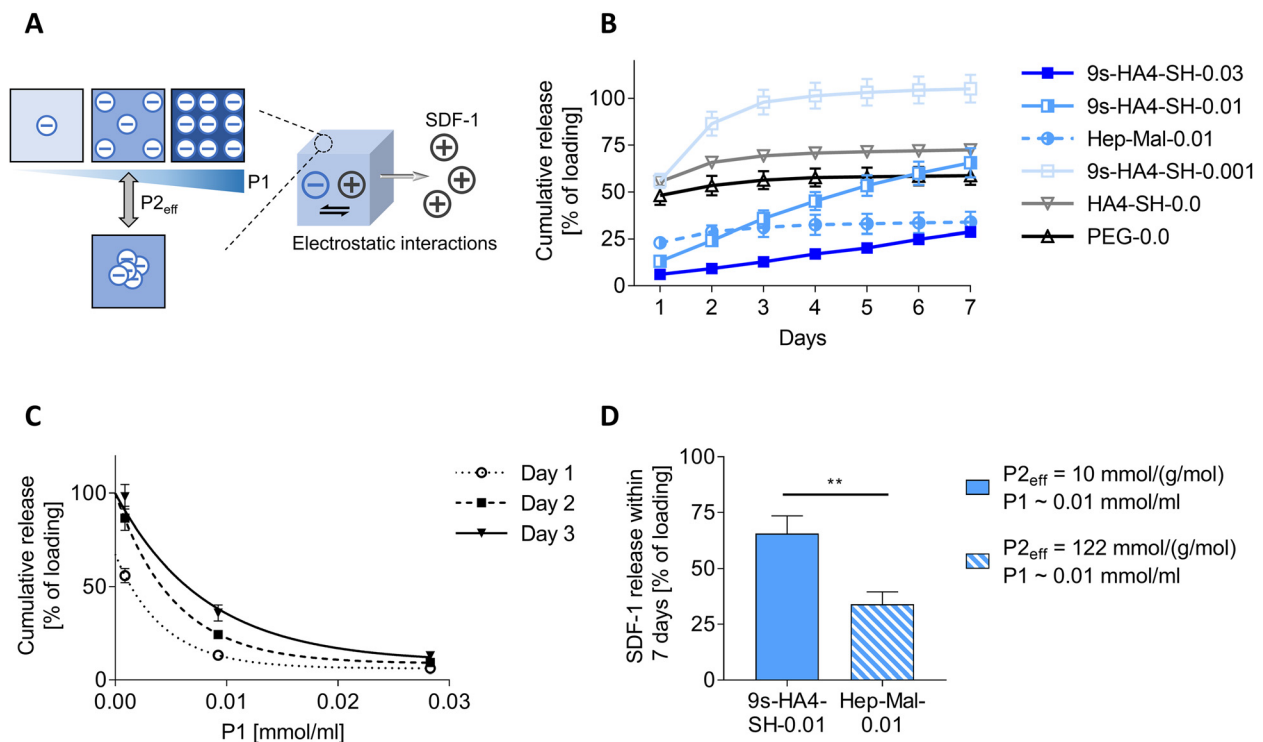 A
P1
P2eff
SDF-1
Electrostatic interactions
B
Cumulative release
[% of loading]
100
75
50
25
0
1 2 3 4 5 6 7
Days
9s-HA4-SH-0.03
9s-HA4-SH-0.01
Hep-Mal-0.01
9s-HA4-SH-0.001
HA4-SH-0.0
PEG-0.0
C
Cumulative release
[% of loading]
100
50
0
0.00 0.01 0.02 0.03
P1 [mmol/ml]
Day 1
Day 2
Day 3
D
SDF-1 release within
7 days [% of loading]
100
75
50
25
0
**
9s-HA4-
SH-0.01
Hep-Mal-
0.01
P2eff = 10 mmol/(g/mol)
P1 ~ 0.01 mmol/ml
P2eff = 122 mmol/(g/mol)
P1 ~ 0.01 mmol/ml